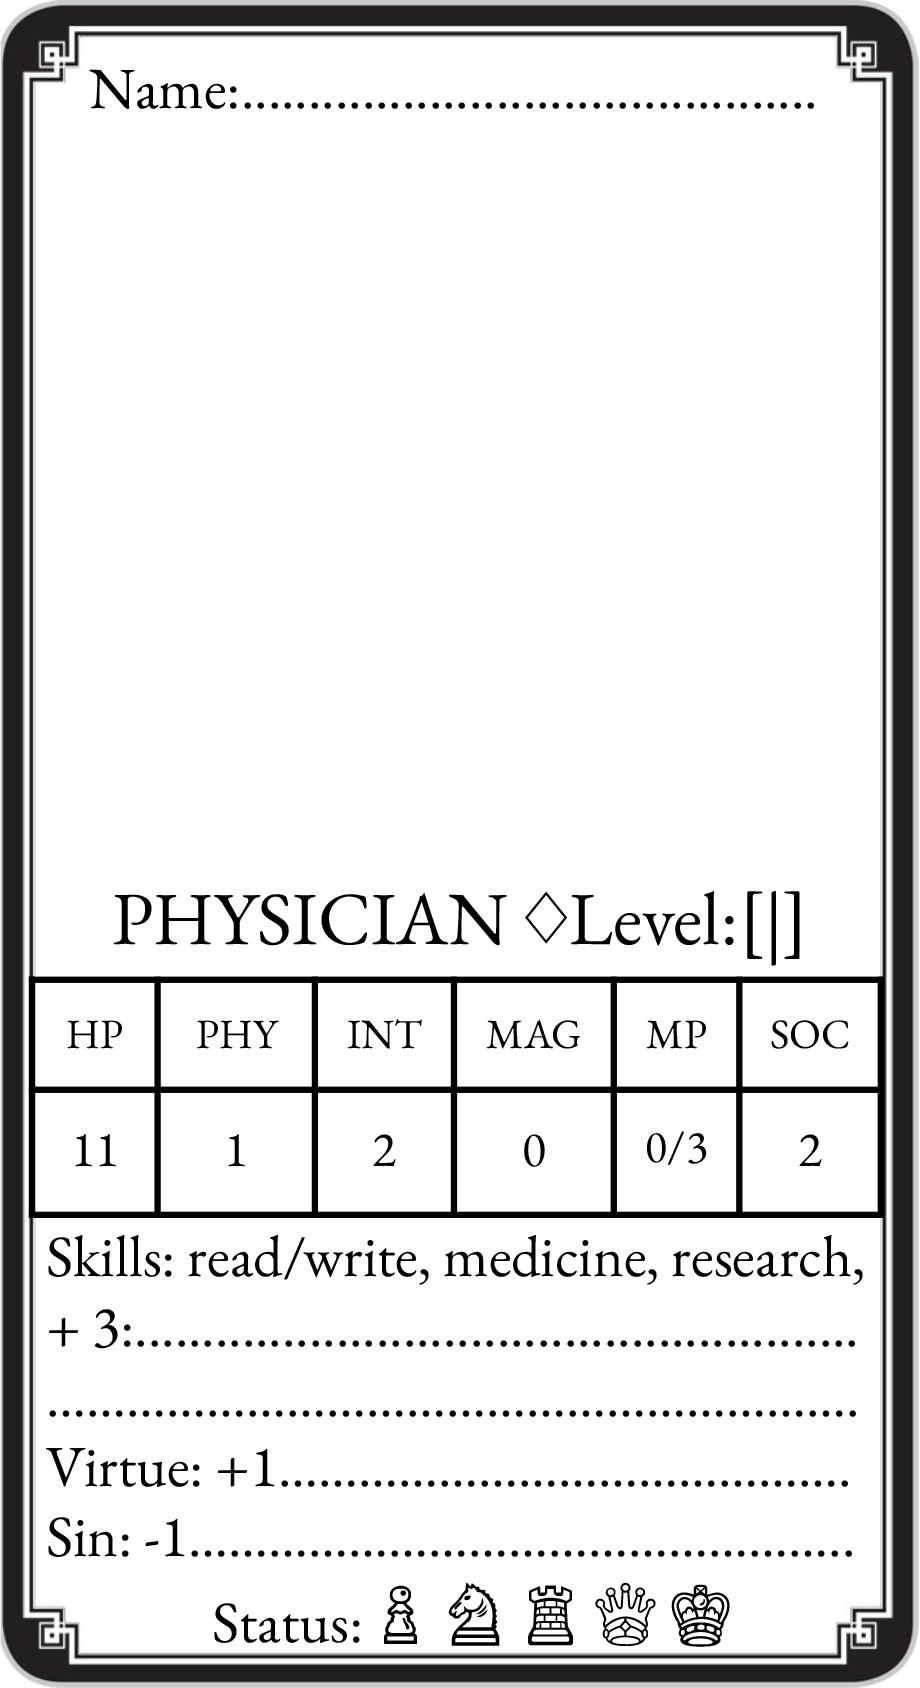 Name:...........................................
PHYSICIAN ◊Level:[|]
HP PHY INT MAG MP SOC
11 1 2 0 0/3 2
Skills: read/write, medicine, research,
+ 3:......................................................
.............................................................
Virtue: +1...........................................
Sin: -1..................................................
Status: ♙ ♘ ♖ ♕ ♔